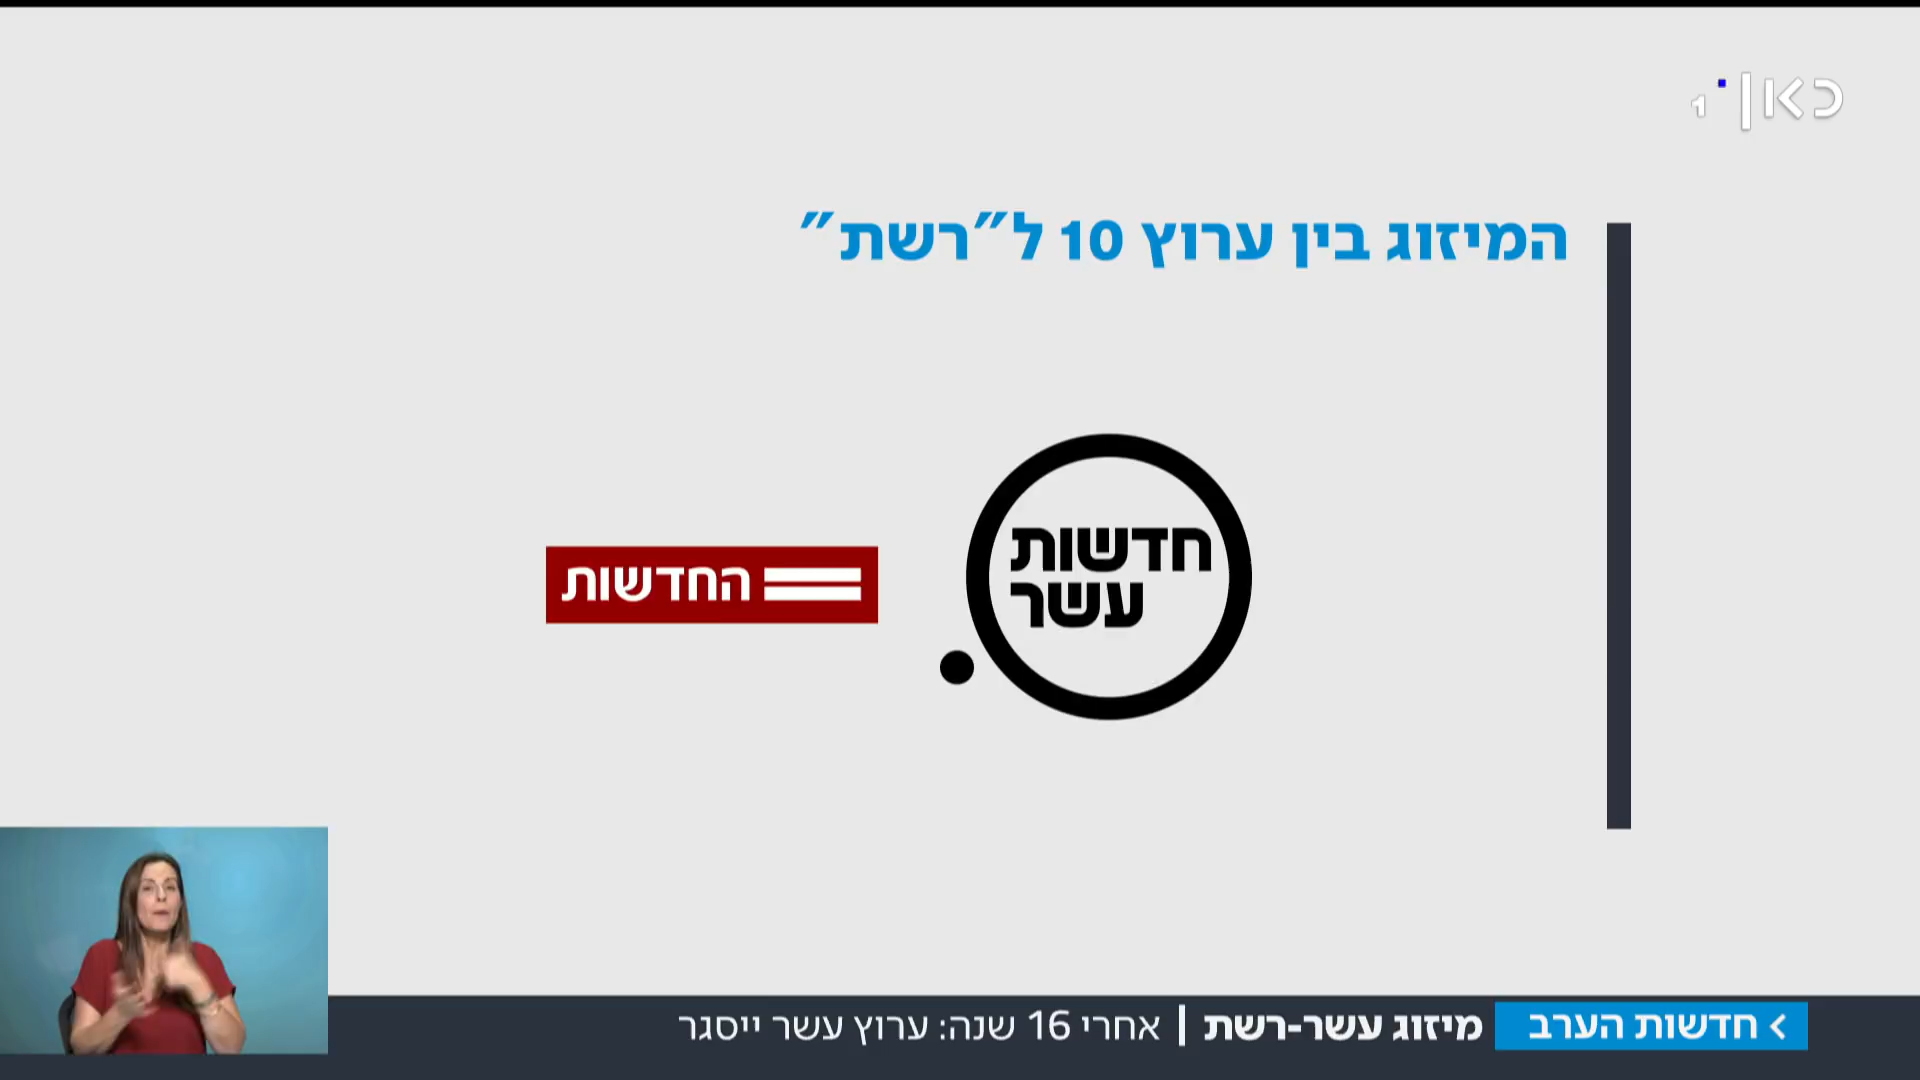 כאן 1
המיזוג בין ערוץ 10 ל"רשת"
חדשות
עשר
החדשות
חדשות הערב
מיזוג עשר-רשת | אחרי 16 שנה: ערוץ עשר ייסגר